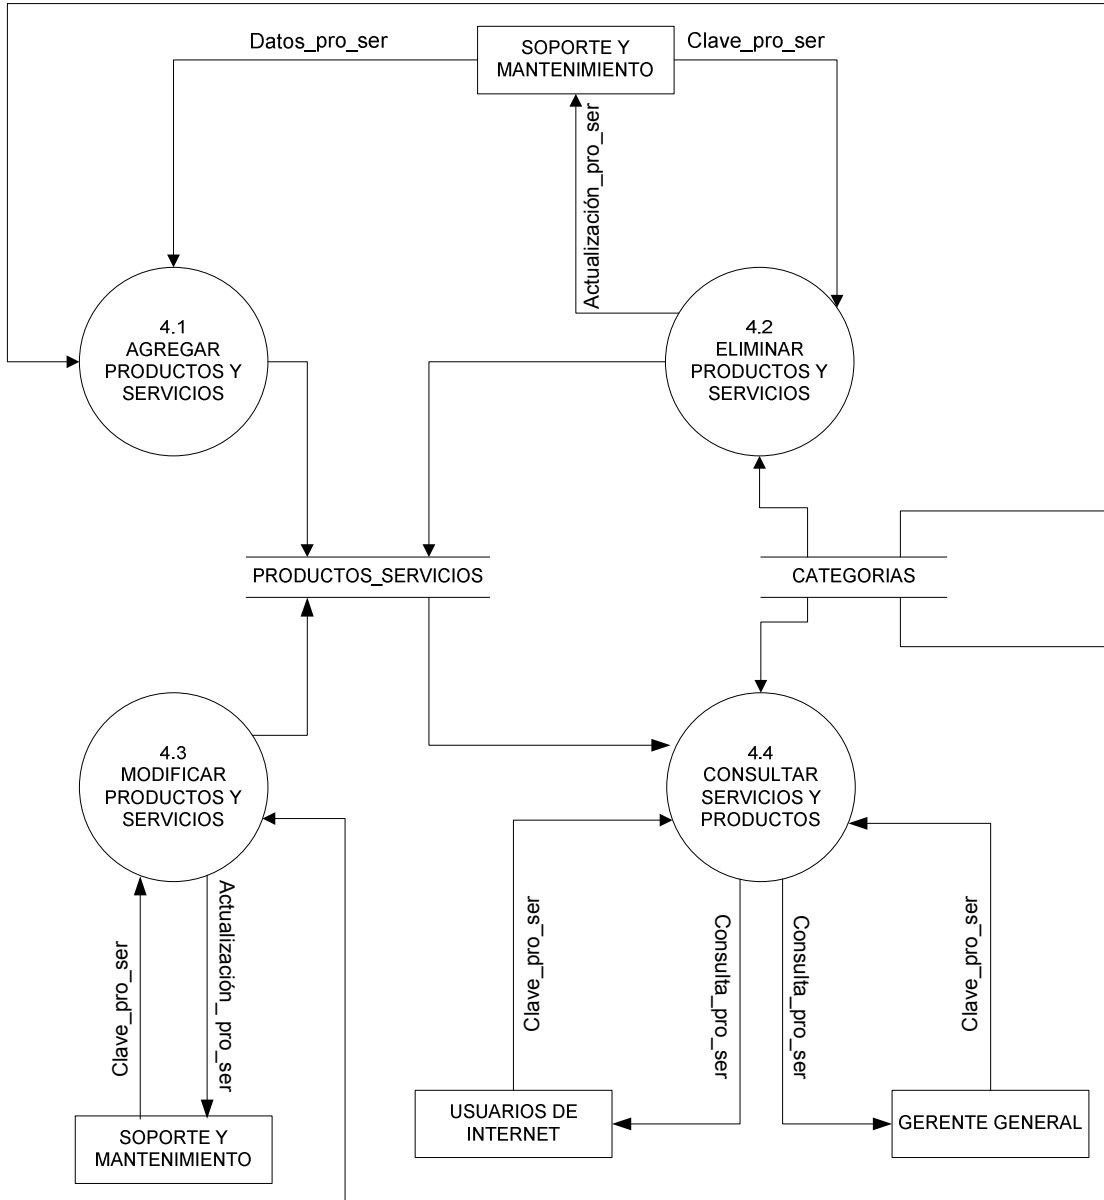 Datos_pro_ser
SOPORTE Y
MANTENIMIENTO
Clave_pro_ser
Actualización_pro_ser
4.1
AGREGAR
PRODUCTOS Y
SERVICIOS
4.2
ELIMINAR
PRODUCTOS Y
SERVICIOS
PRODUCTOS_SERVICIOS
CATEGORIAS
4.3
MODIFICAR
PRODUCTOS Y
SERVICIOS
4.4
CONSULTAR
SERVICIOS Y
PRODUCTOS
Clave_pro_ser
Actualización_ pro_ser
Clave_pro_ser
Consulta_pro_ser
Consulta_pro_ser
Clave_pro_ser
SOPORTE Y
MANTENIMIENTO
USUARIOS DE
INTERNET
GERENTE GENERAL